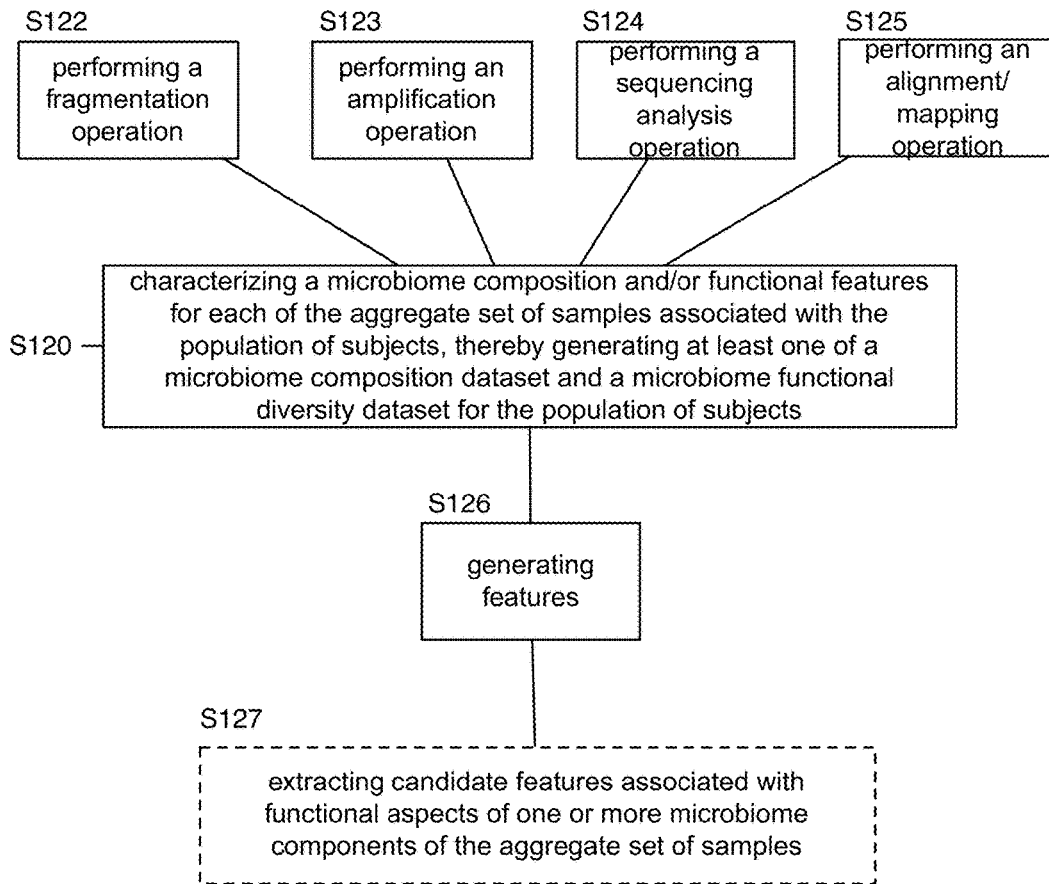 S122
performing a
fragmentation
operation
S123
performing an
amplification
operation
S124
performing a
sequencing
analysis
operation
S125
performing an
alignment/
mapping
operation
S120
characterizing a microbiome composition and/or functional features
for each of the aggregate set of samples associated with the
population of subjects, thereby generating at least one of a
microbiome composition dataset and a microbiome functional
diversity dataset for the population of subjects
S126
generating
features
S127
extracting candidate features associated with
functional aspects of one or more microbiome
components of the aggregate set of samples